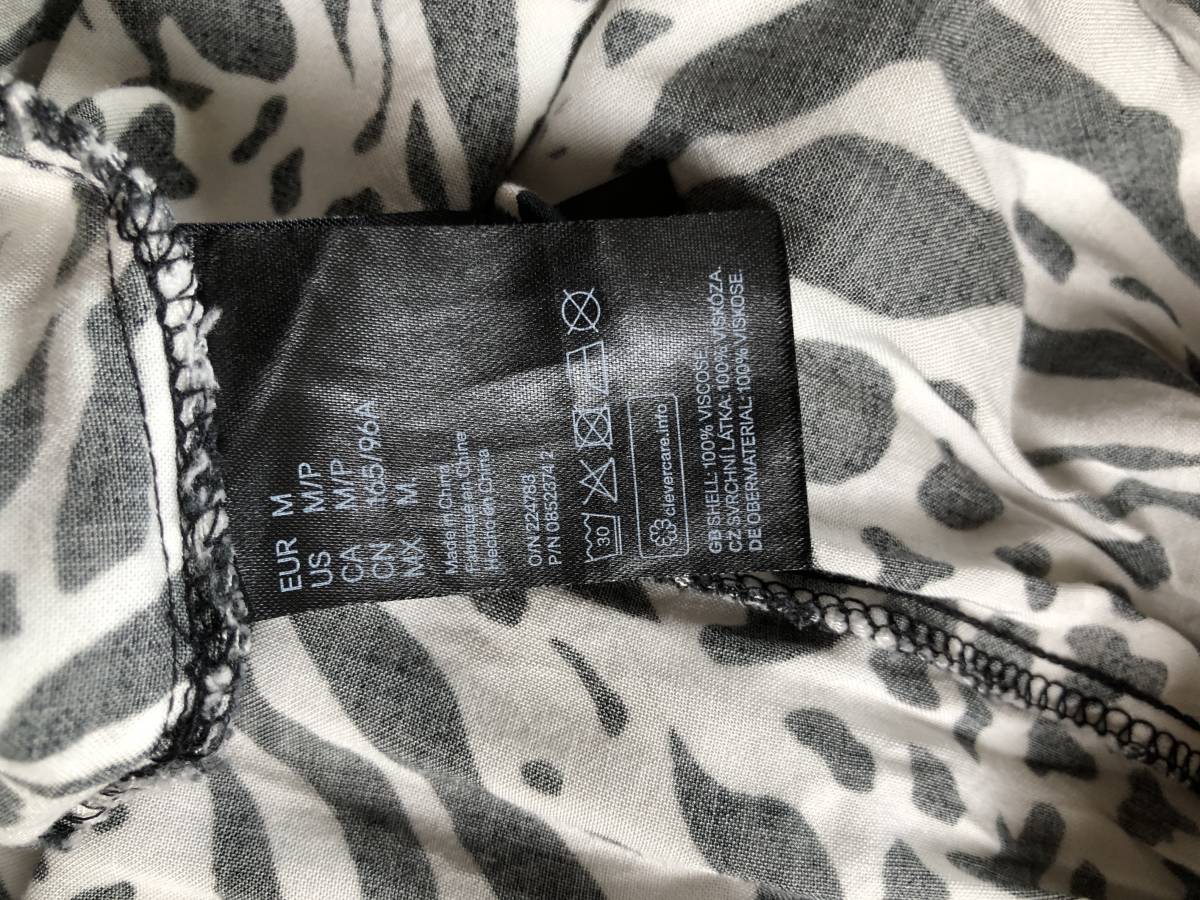 EUR M
US M/P
CA M/P
CN 165/96A
MX M.
Made in China
Fabriqué en Chine
Hecho en China
O/N 224783
P/N 0852374 2
30
clevercare.info
GB SHELL:100% VISCOSE.
CZ SVRCHNÍ LÁTKA: 100% VISKÓZA.
DE OBERMATERIAL:100% VISKOSE.